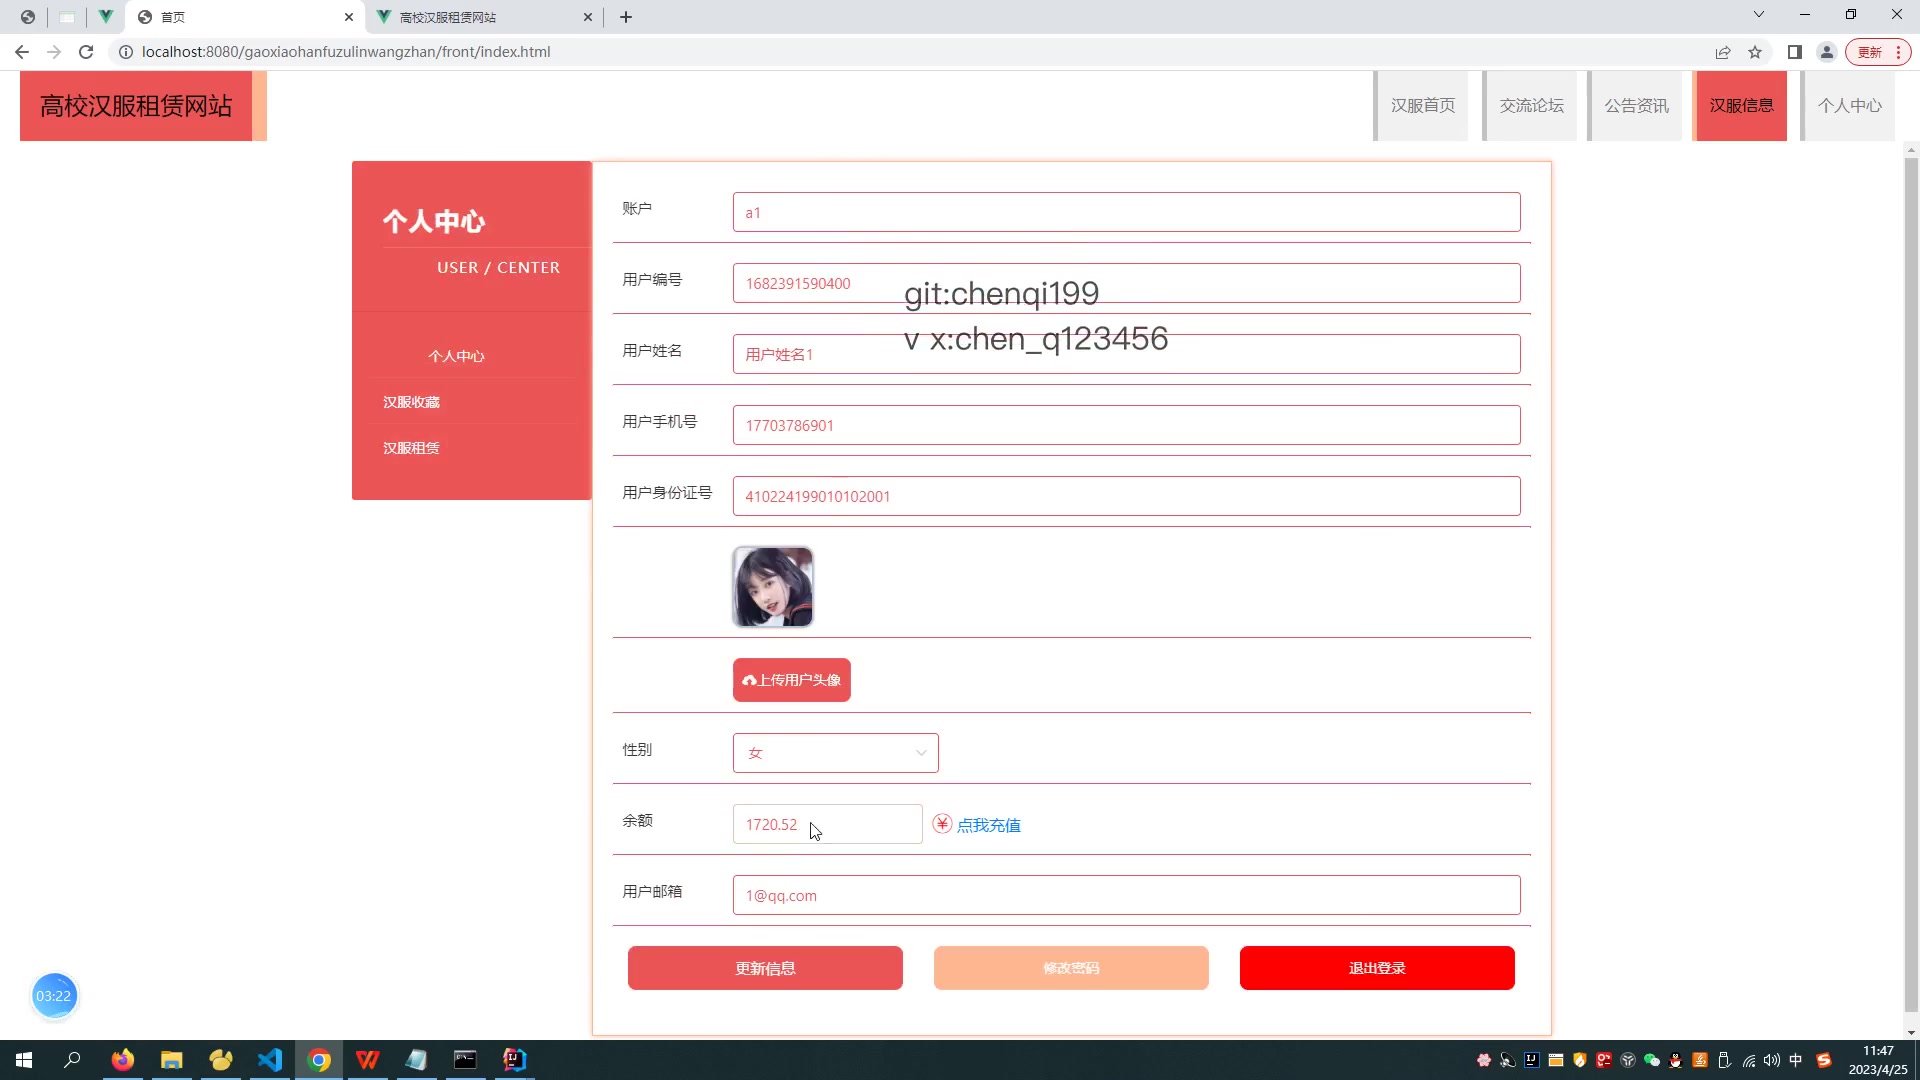 首页
高校汉服租赁网站
localhost:8080/gaoxiaohanfuzulinwangzhan/front/index.html
更新
高校汉服租赁网站
汉服首页
交流论坛
公告资讯
汉服信息
个人中心
个人中心
USER / CENTER
个人中心
汉服收藏
汉服租赁
账户
a1
用户编号
1682391590400
git:chenqi199
v x:chen_q123456
用户姓名
用户姓名1
用户手机号
17703786901
用户身份证号
410224199010102001
上传用户头像
性别
女
余额
1720.52
点我充值
用户邮箱
1@qq.com
更新信息
修改密码
退出登录
03:22
中
11:47
2023/4/25